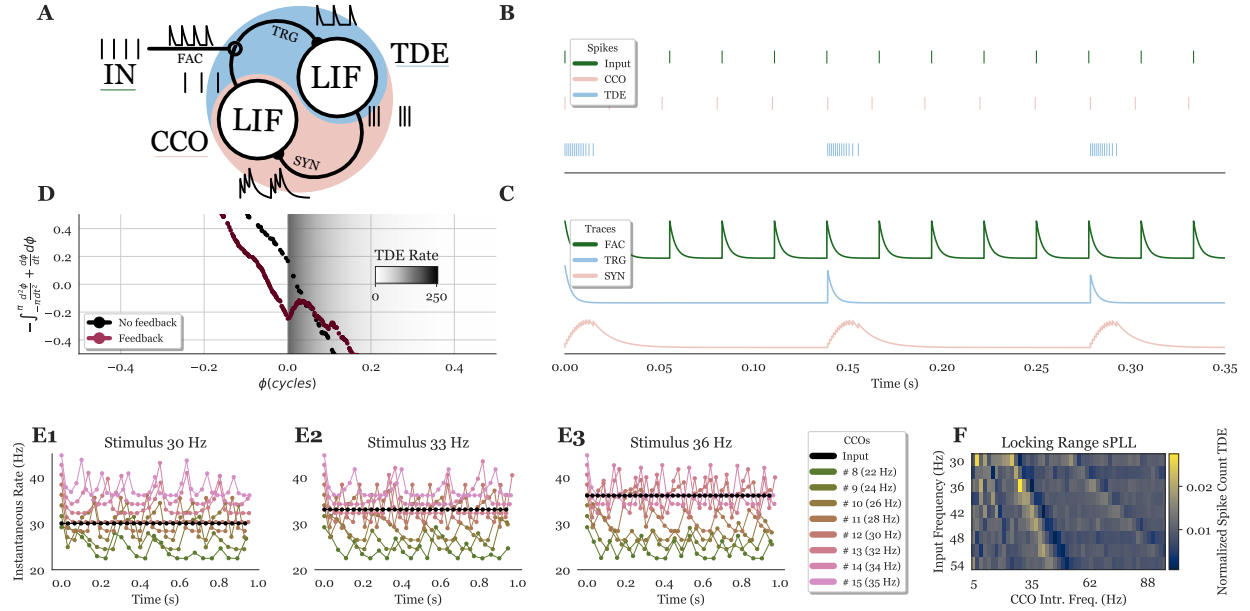 A
IN
FAC
TRG
TDE
LIF
LIF
CCO
SYN
B
Spikes
Input
CCO
TDE
C
Traces
FAC
TRG
SYN
0.00 0.05 0.10 0.15 0.20 0.25 0.30 0.35
Time (s)
D
0.4
0.2
0.0
−0.2
−0.4
−∫π−π d²ϕ/dt² + dϕ/dt dϕ
TDE Rate
0 250
No feedback
Feedback
−0.4 −0.2 0.0 0.2 0.4
ϕ(cycles)
E1
Stimulus 30 Hz
Instantaneous Rate (Hz)
40
30
20
0.0 0.2 0.4 0.6 0.8 1.0
Time (s)
E2
Stimulus 33 Hz
40
30
20
0.0 0.2 0.4 0.6 0.8 1.0
Time (s)
E3
Stimulus 36 Hz
40
30
20
0.0 0.2 0.4 0.6 0.8 1.0
Time (s)
CCOs
Input
# 8 (22 Hz)
# 9 (24 Hz)
# 10 (26 Hz)
# 11 (28 Hz)
# 12 (30 Hz)
# 13 (32 Hz)
# 14 (34 Hz)
# 15 (35 Hz)
F
Locking Range sPLL
Input Frequency (Hz)
30
36
42
48
54
5 35 62 88
CCO Intr. Freq. (Hz)
0.02
0.01
Normalized Spike Count TDE